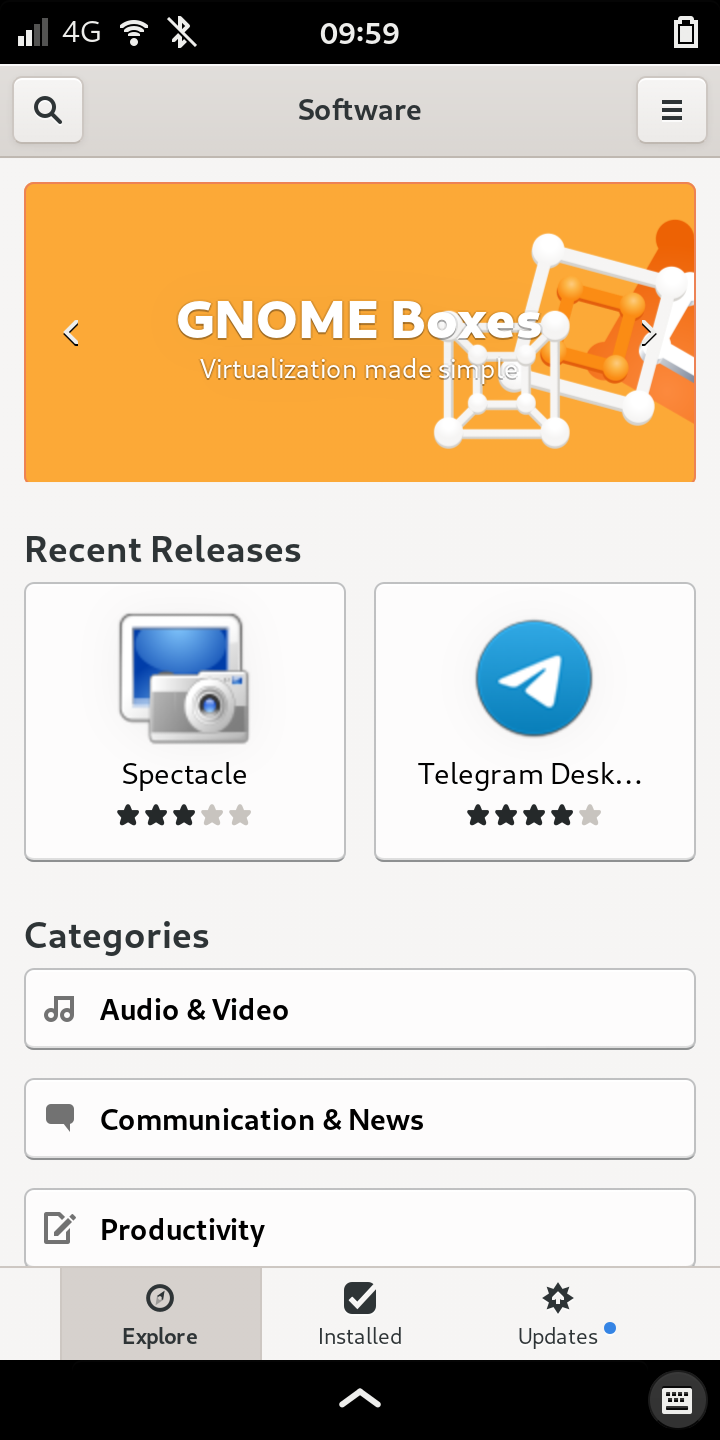 4G
09:59
Software
GNOME Boxes
Virtualization made simple
Recent Releases
Spectacle
Telegram Desk…
Categories
Audio & Video
Communication & News
Productivity
Explore
Installed
Updates